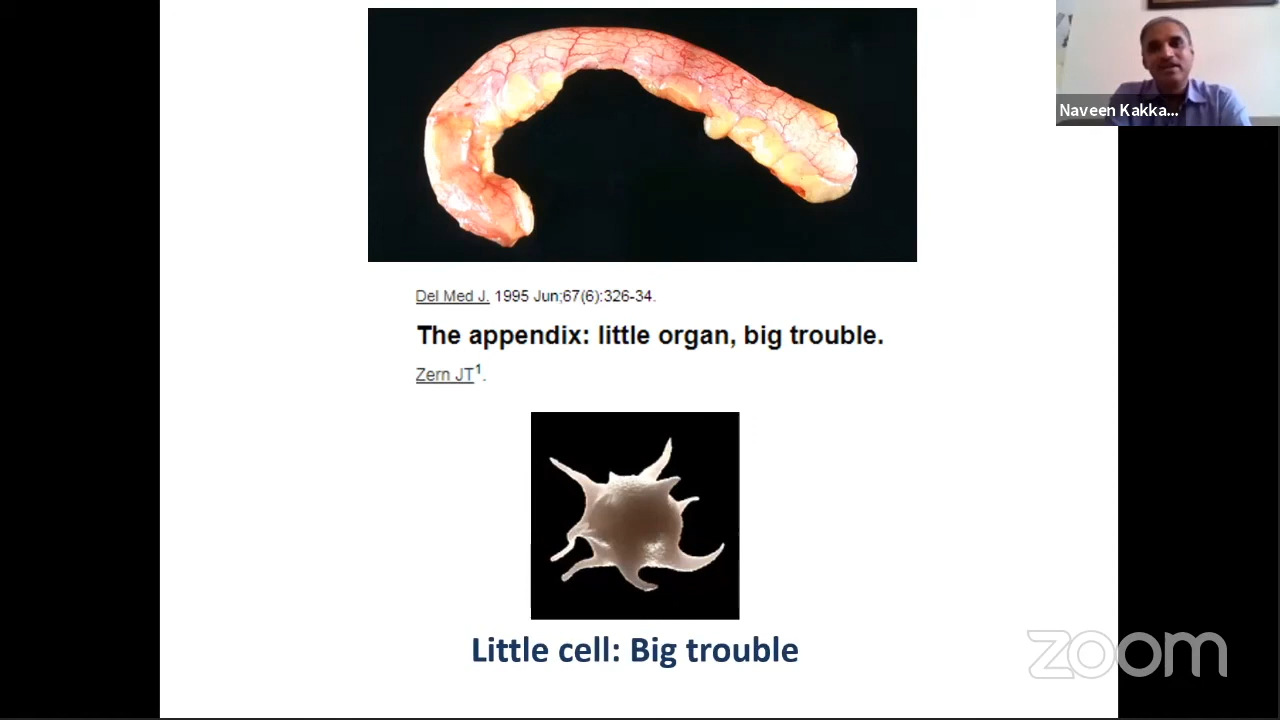 Naveen Kakka...
Del Med J. 1995 Jun;67(6):326-34.
The appendix: little organ, big trouble.
Zern JT1.
Little cell: Big trouble
zoom